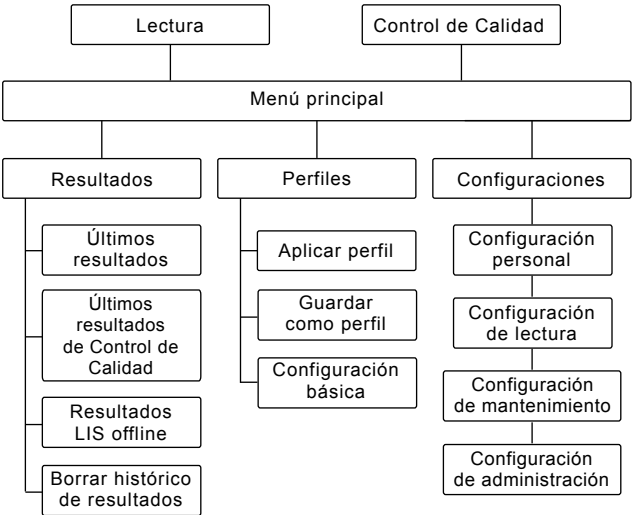 Lectura
Control de Calidad
Menú principal
Resultados
Perfiles
Configuraciones
Últimos
resultados
Últimos
resultados
de Control de
Calidad
Resultados
LIS offline
Borrar histórico
de resultados
Aplicar perfil
Guardar
como perfil
Configuración
básica
Configuración
personal
Configuración
de lectura
Configuración
de mantenimiento
Configuración
de administración